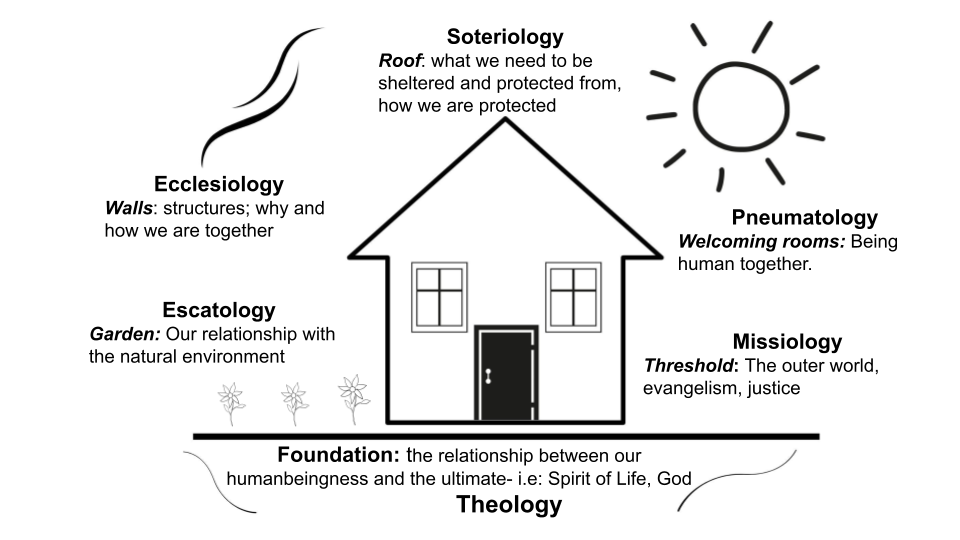 Soteriology
Roof: what we need to be
sheltered and protected from,
how we are protected
Ecclesiology
Walls: structures; why and
how we are together
Pneumatology
Welcoming rooms: Being
human together.
Escatology
Garden: Our relationship with
the natural environment
Missiology
Threshold: The outer world,
evangelism, justice
Foundation: the relationship between our
humanbeingness and the ultimate- i.e: Spirit of Life, God
Theology